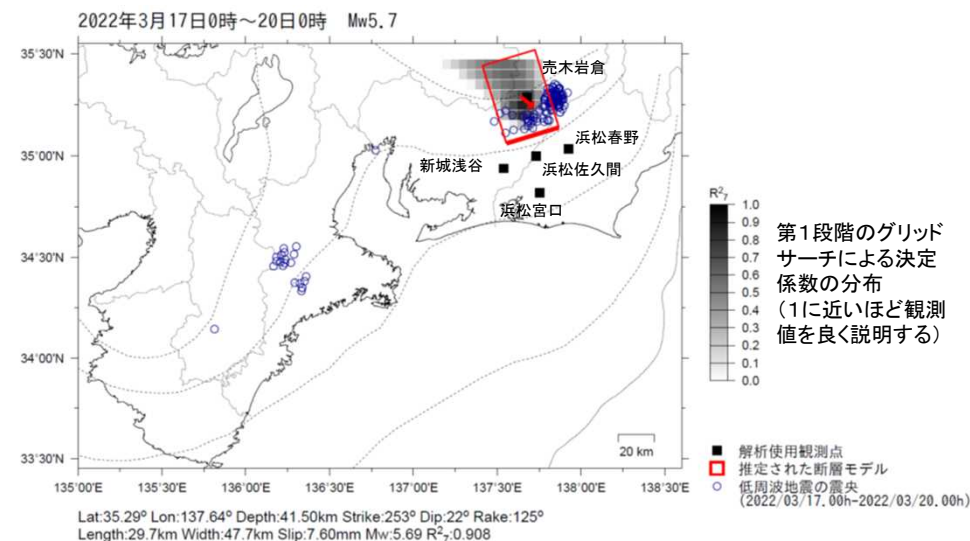 2022年3月17日0時～20日0時 Mw5.7
35°30'N
35°00'N
34°30'N
34°00'N
33°30'N
135°00'E
135°30'E
136°00'E
136°30'E
137°00'E
137°30'E
138°00'E
138°30'E
売木岩倉
浜松春野
新城浅谷
浜松佐久間
浜松宮口
20 km
R²₇
1.0
0.9
0.8
0.7
0.6
0.5
0.4
0.3
0.2
0.1
0.0
第１段階のグリッド
サーチによる決定
係数の分布
（１に近いほど観測
値を良く説明する）
解析使用観測点
推定された断層モデル
低周波地震の震央
(2022/03/17.00h-2022/03/20.00h)
Lat:35.29° Lon:137.64° Depth:41.50km Strike:253° Dip:22° Rake:125°
Length:29.7km Width:47.7km Slip:7.60mm Mw:5.69 R²₇:0.908